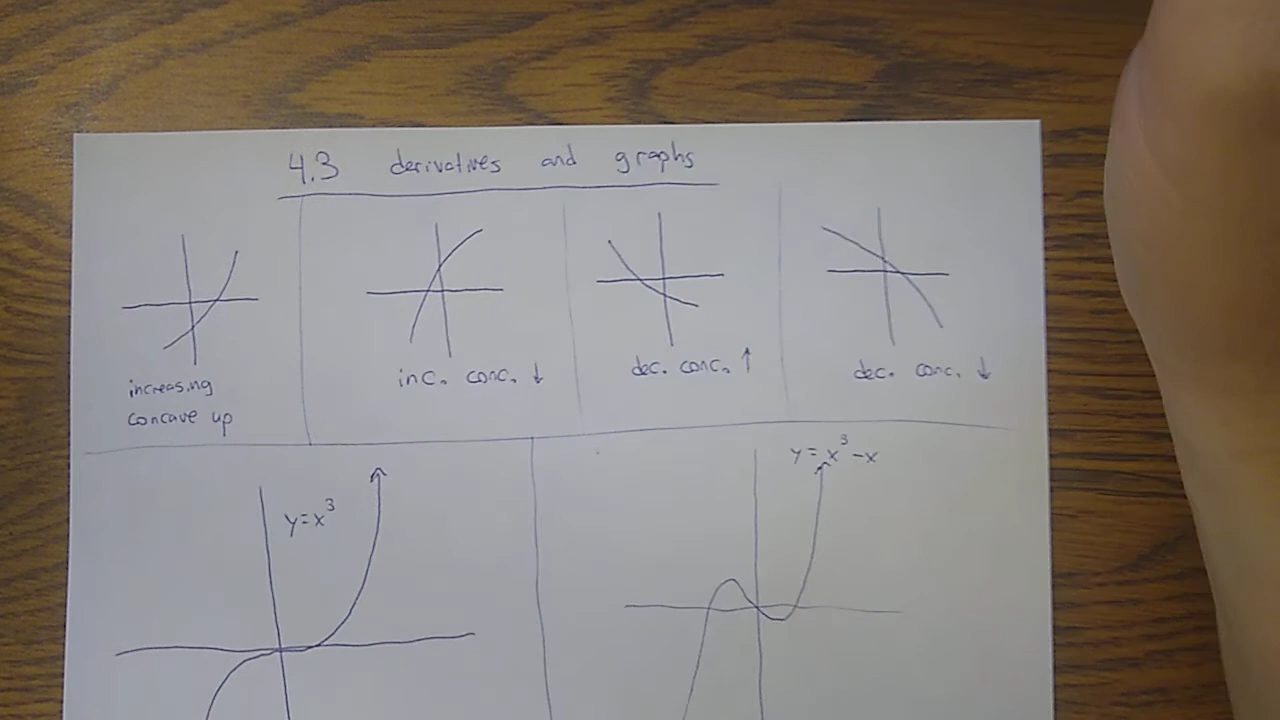 4.3 derivatives and graphs
increasing
concave up
inc. conc. ↓
dec. conc. ↑
dec. conc. ↓
y=x³
y=x³-x